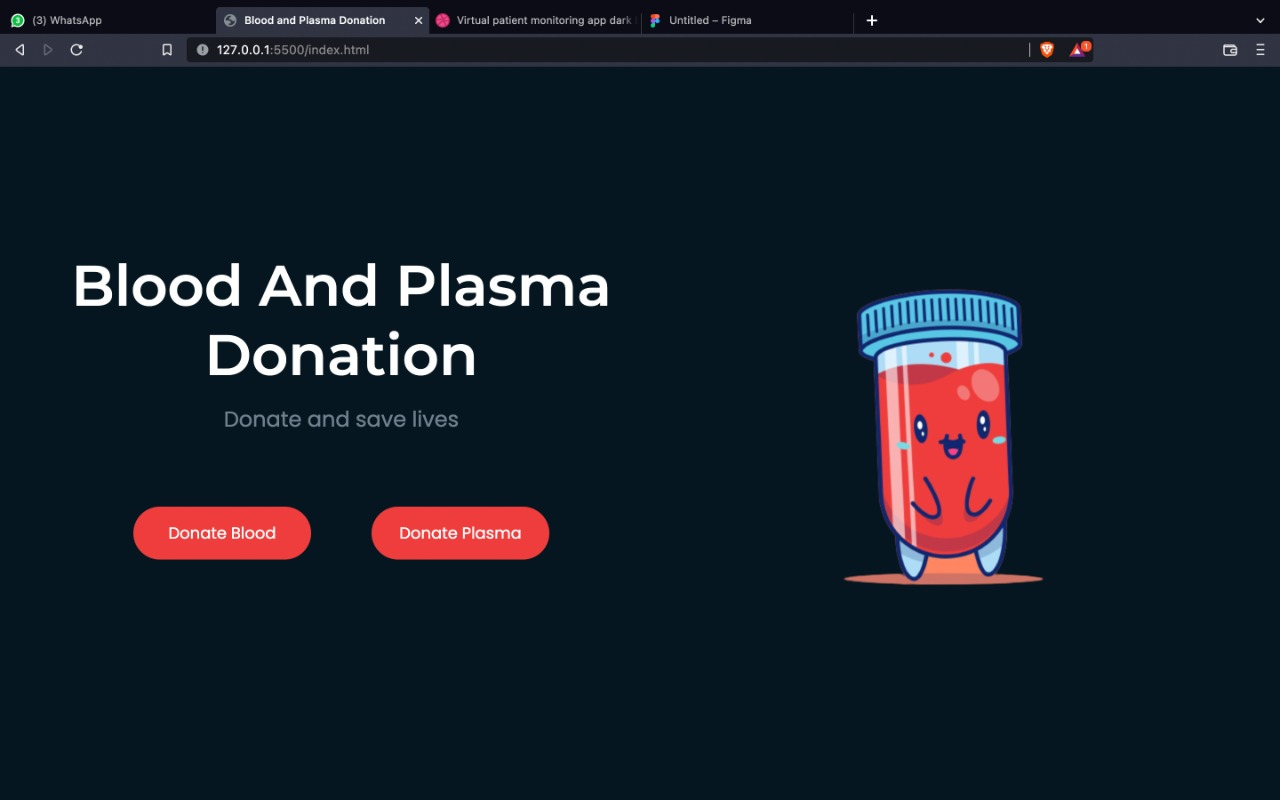 (3) WhatsApp
Blood and Plasma Donation
Virtual patient monitoring app dark
Untitled – Figma
127.0.0.1:5500/index.html
1
Blood And Plasma
Donation
Donate and save lives
Donate Blood
Donate Plasma